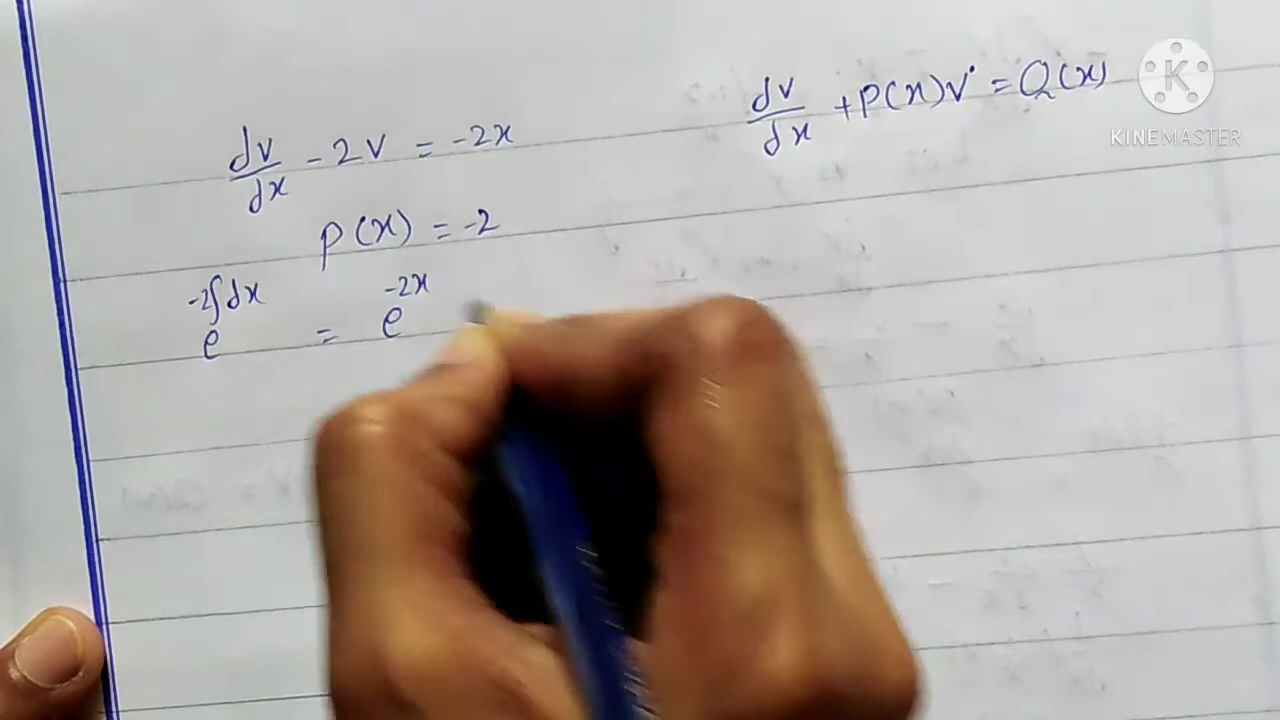 dv/dx - 2v = -2x
dv/dx + P(x)v = Q(x)
P(x) = -2
e^{-2∫dx} = e^{-2x}
KINEMASTER